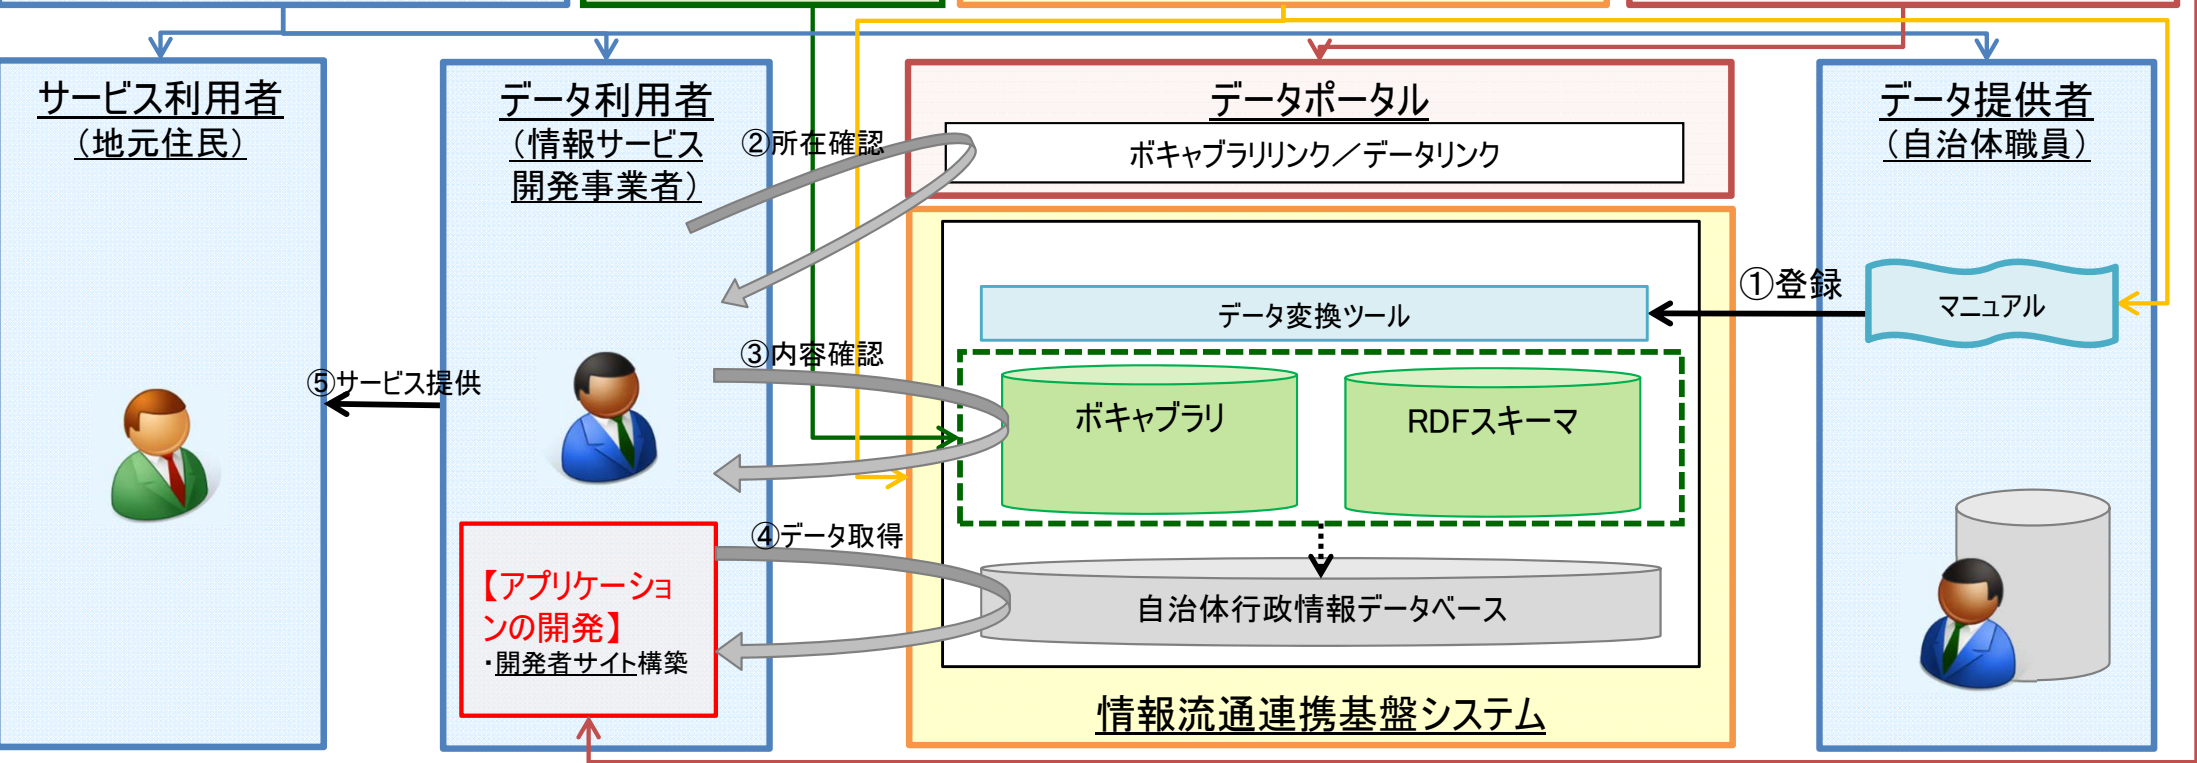 サービス利用者
（地元住民）
データ利用者
（情報サービス
開発事業者）
②所在確認
データポータル
ボキャブラリリンク／データリンク
データ提供者
（自治体職員）
①登録
マニュアル
データ変換ツール
③内容確認
⑤サービス提供
ボキャブラリ
RDFスキーマ
④データ取得
【アプリケーショ
ンの開発】
・開発者サイト構築
自治体行政情報データベース
情報流通連携基盤システム